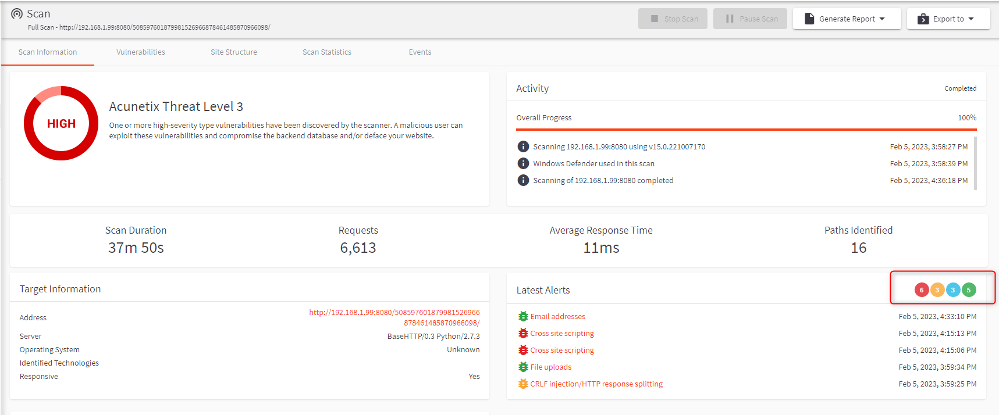 Scan
Stop Scan
Pause Scan
Generate Report
Export to
Full Scan - http://192.168.1.99:8080/508597601879981526966878461485870966098/
Scan Information
Vulnerabilities
Site Structure
Scan Statistics
Events
HIGH
Acunetix Threat Level 3
One or more high-severity type vulnerabilities have been discovered by the scanner. A malicious user can
exploit these vulnerabilities and compromise the backend database and/or deface your website.
Activity
Completed
Overall Progress
100%
Scanning 192.168.1.99:8080 using v15.0.221007170
Feb 5, 2023, 3:58:27 PM
Windows Defender used in this scan
Feb 5, 2023, 3:58:39 PM
Scanning of 192.168.1.99:8080 completed
Feb 5, 2023, 4:36:18 PM
Scan Duration
37m 50s
Requests
6,613
Average Response Time
11ms
Paths Identified
16
Target Information
Address
http://192.168.1.99:8080/508597601879981526966
878461485870966098/
Server
BaseHTTP/0.3 Python/2.7.3
Operating System
Unknown
Identified Technologies
Responsive
Yes
Latest Alerts
6
3
3
5
Email addresses
Feb 5, 2023, 4:33:10 PM
Cross site scripting
Feb 5, 2023, 4:15:13 PM
Cross site scripting
Feb 5, 2023, 4:15:06 PM
File uploads
Feb 5, 2023, 3:59:34 PM
CRLF injection/HTTP response splitting
Feb 5, 2023, 3:59:25 PM